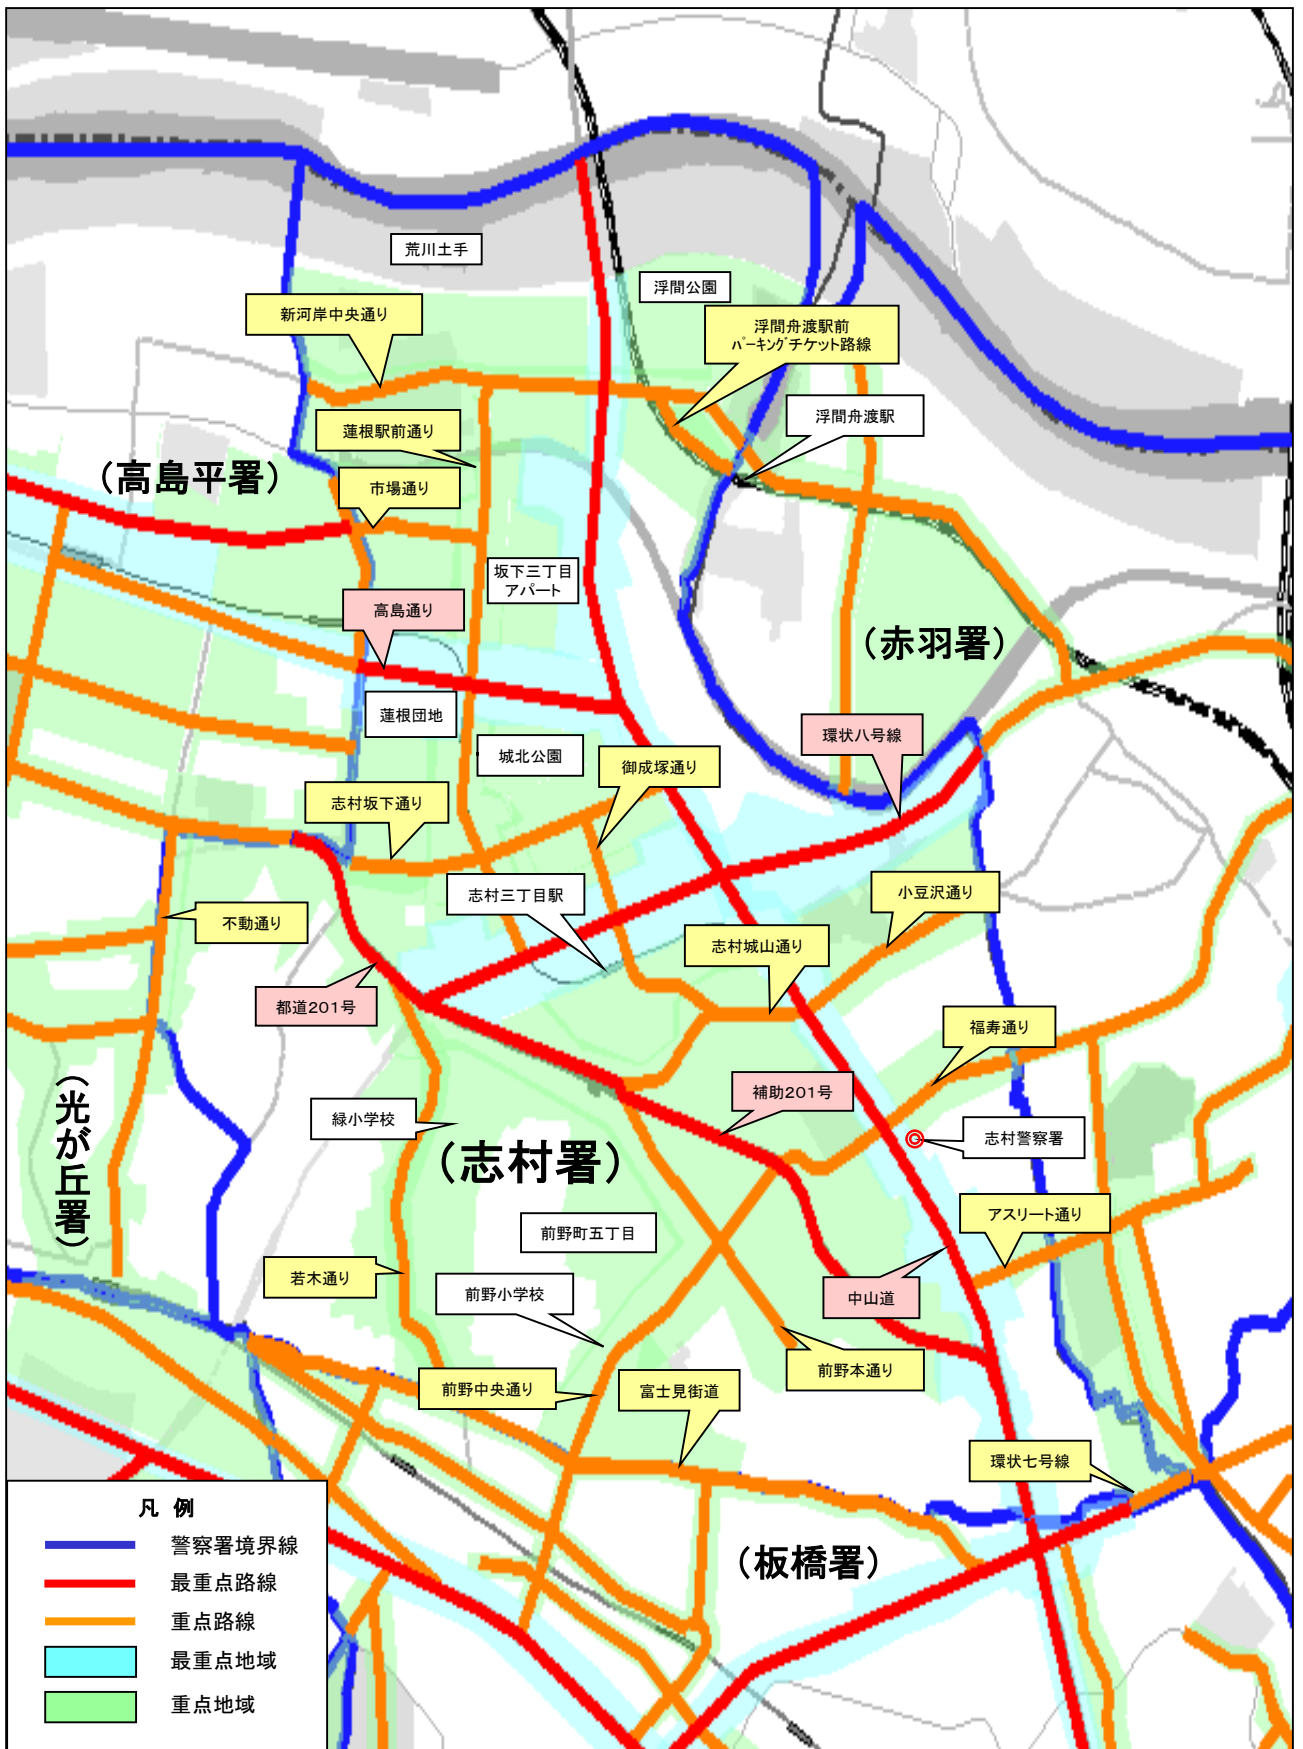 荒川土手
浮間公園
新河岸中央通り
浮間舟渡駅前
パーキングチケット路線
浮間舟渡駅
蓮根駅前通り
(高島平署)
市場通り
坂下三丁目
アパート
高島通り
(赤羽署)
蓮根団地
環状八号線
城北公園
御成塚通り
志村坂下通り
志村三丁目駅
小豆沢通り
不動通り
志村城山通り
都道201号
福寿通り
(光が丘署)
補助201号
緑小学校
志村警察署
(志村署)
アスリート通り
前野町五丁目
若木通り
前野小学校
中山道
前野本通り
前野中央通り
富士見街道
環状七号線
(板橋署)
凡 例
警察署境界線
最重点路線
重点路線
最重点地域
重点地域